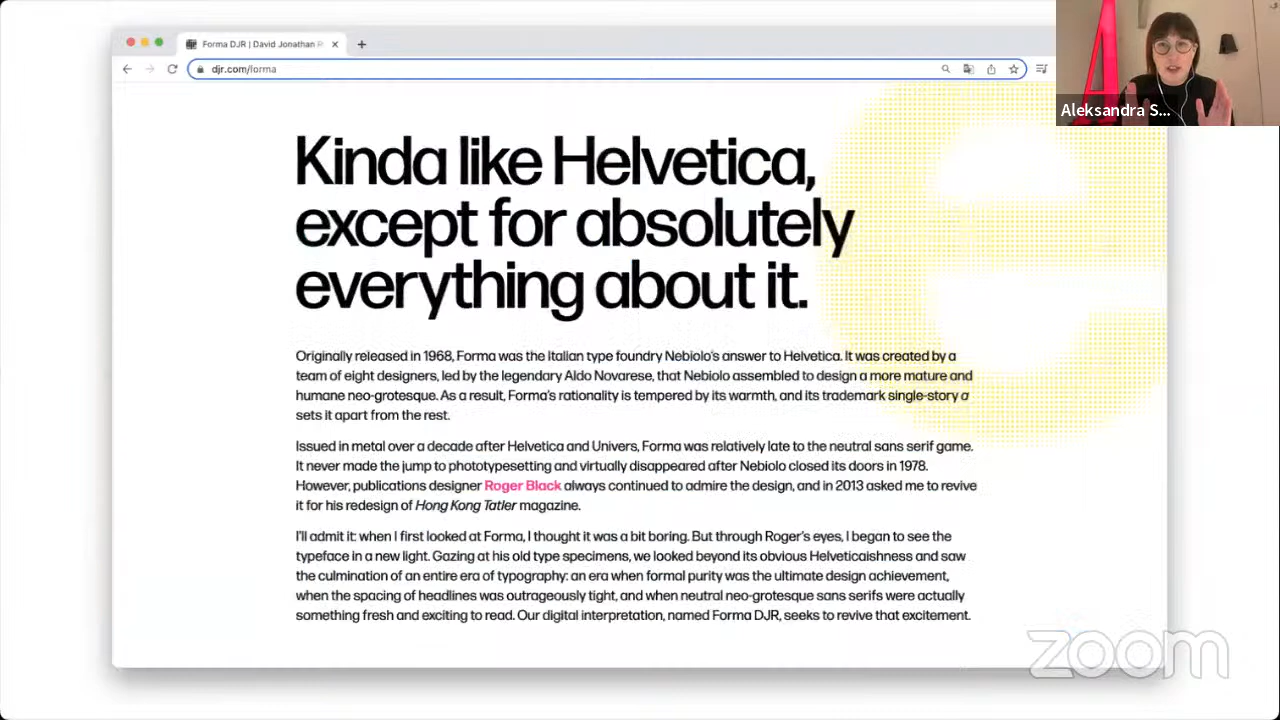 Forma DJR | David Jonathan R
djr.com/forma
A
Aleksandra S...
Kinda like Helvetica,
except for absolutely
everything about it.
e
Originally released in 1968, Forma was the Italian type foundry Nebiolo's answer to Helvetica. It was created by a
team of eight designers, led by the legendary Aldo Novarese, that Nebiolo assembled to design a more mature and
humane neo-grotesque. As a result, Forma's rationality is tempered by its warmth, and its trademark single-story a
sets it apart from the rest.
Issued in metal over a decade after Helvetica and Univers, Forma was relatively late to the neutral sans serif game.
It never made the jump to phototypesetting and virtually disappeared after Nebiolo closed its doors in 1978.
However, publications designer Roger Black always continued to admire the design, and in 2013 asked me to revive
it for his redesign of Hong Kong Tatler magazine.
I'll admit it: when I first looked at Forma, I thought it was a bit boring. But through Roger's eyes, I began to see the
typeface in a new light. Gazing at his old type specimens, we looked beyond its obvious Helveticaishness and saw
the culmination of an entire era of typography: an era when formal purity was the ultimate design achievement,
when the spacing of headlines was outrageously tight, and when neutral neo-grotesque sans serifs were actually
something fresh and exciting to read. Our digital interpretation, named Forma DJR, seeks to revive that excitement.
zoom